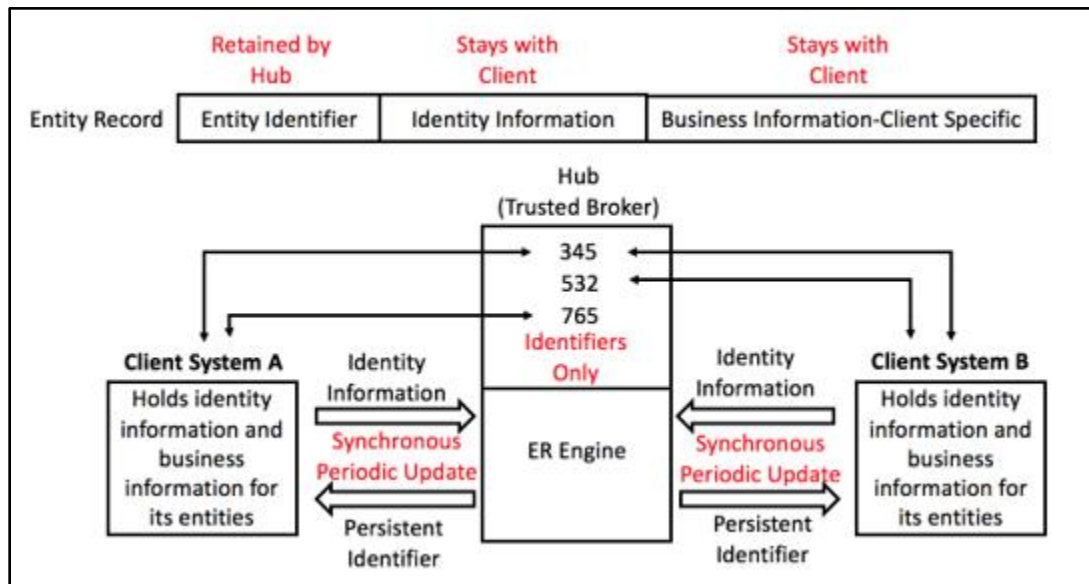 Retained by
Hub
Stays with
Client
Stays with
Client
Entity Record
Entity Identifier
Identity Information
Business Information-Client Specific
Hub
(Trusted Broker)
345
532
765
Identifiers
Only
ER Engine
Client System A
Holds identity
information and
business
information for
its entities
Identity
Information
Synchronous
Periodic Update
Persistent
Identifier
Identity
Information
Synchronous
Periodic Update
Persistent
Identifier
Client System B
Holds identity
information and
business
information for
its entities